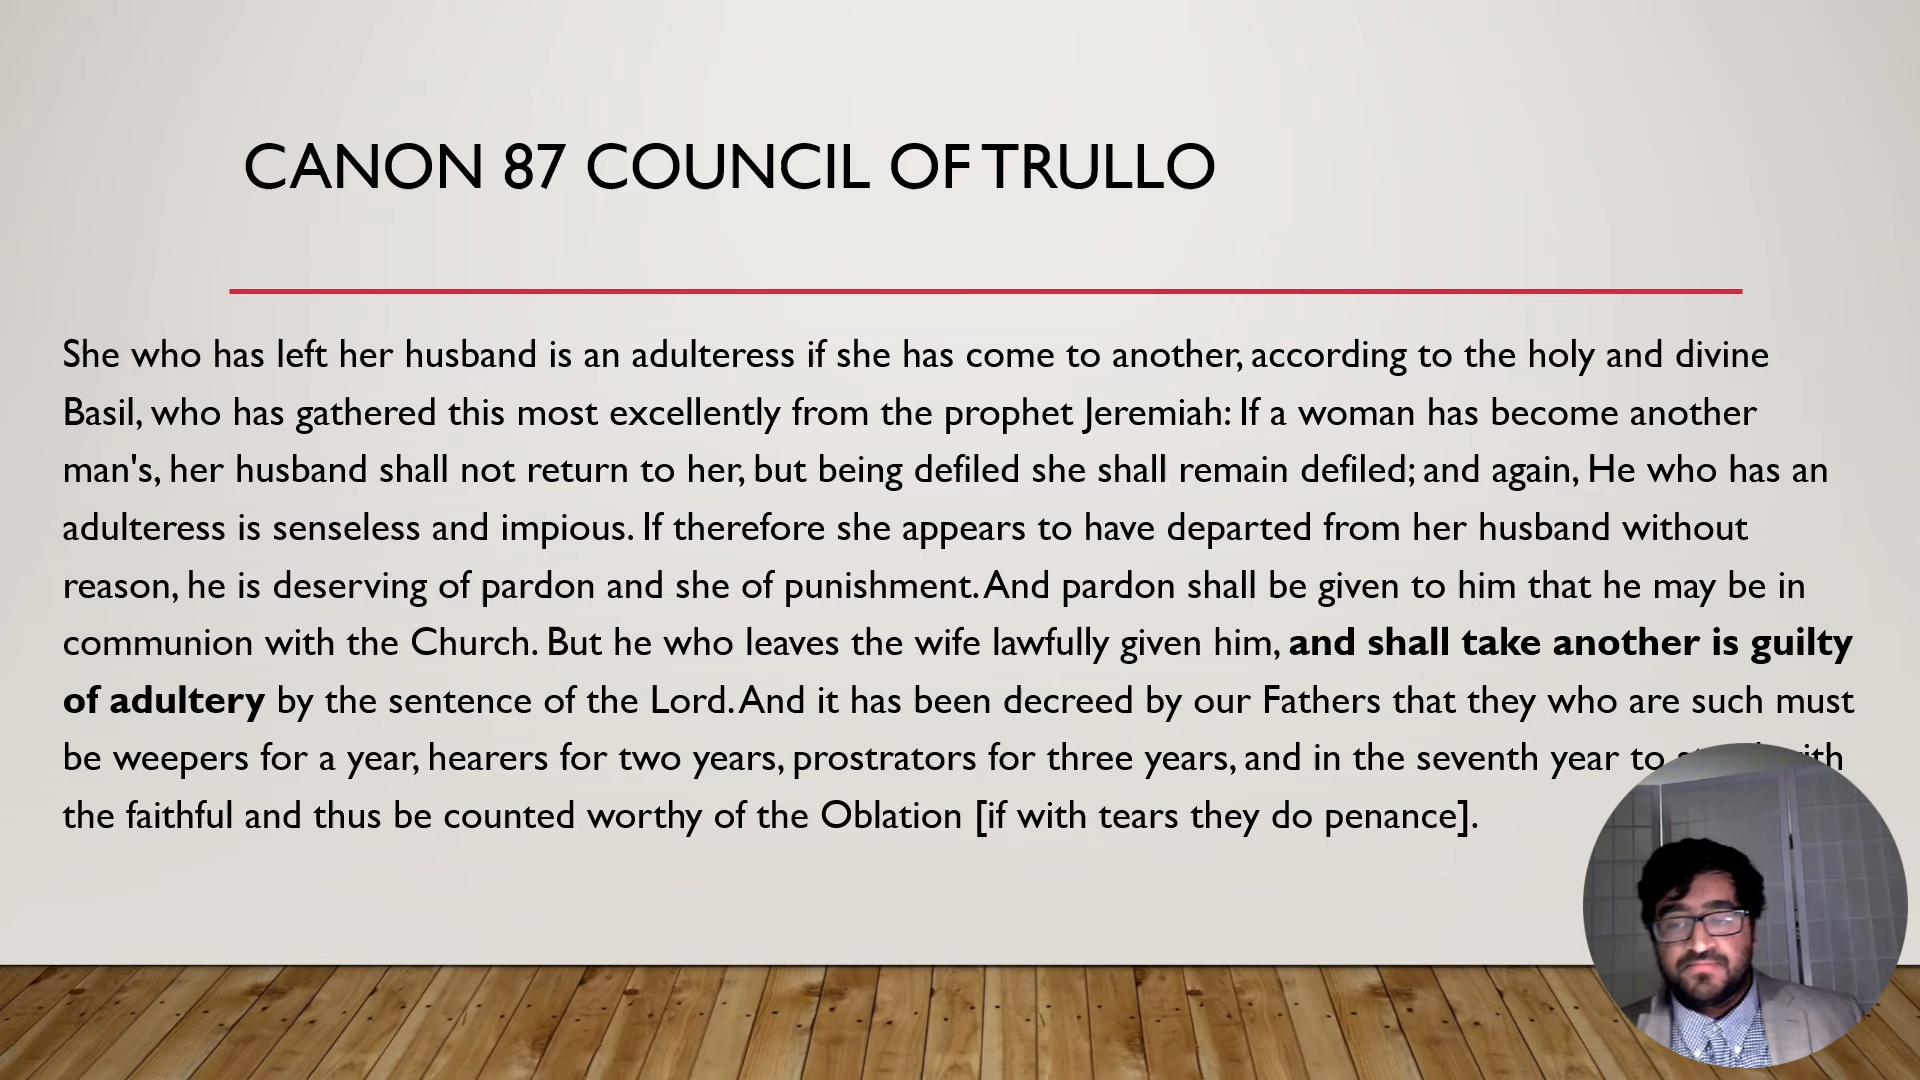 CANON 87 COUNCIL OF TRULLO
She who has left her husband is an adulteress if she has come to another, according to the holy and divine
Basil, who has gathered this most excellently from the prophet Jeremiah: If a woman has become another
man's, her husband shall not return to her, but being defiled she shall remain defiled; and again, He who has an
adulteress is senseless and impious. If therefore she appears to have departed from her husband without
reason, he is deserving of pardon and she of punishment. And pardon shall be given to him that he may be in
communion with the Church. But he who leaves the wife lawfully given him, and shall take another is guilty
of adultery by the sentence of the Lord. And it has been decreed by our Fathers that they who are such must
be weepers for a year, hearers for two years, prostrators for three years, and in the seventh year to
the faithful and thus be counted worthy of the Oblation [if with tears they do penance].